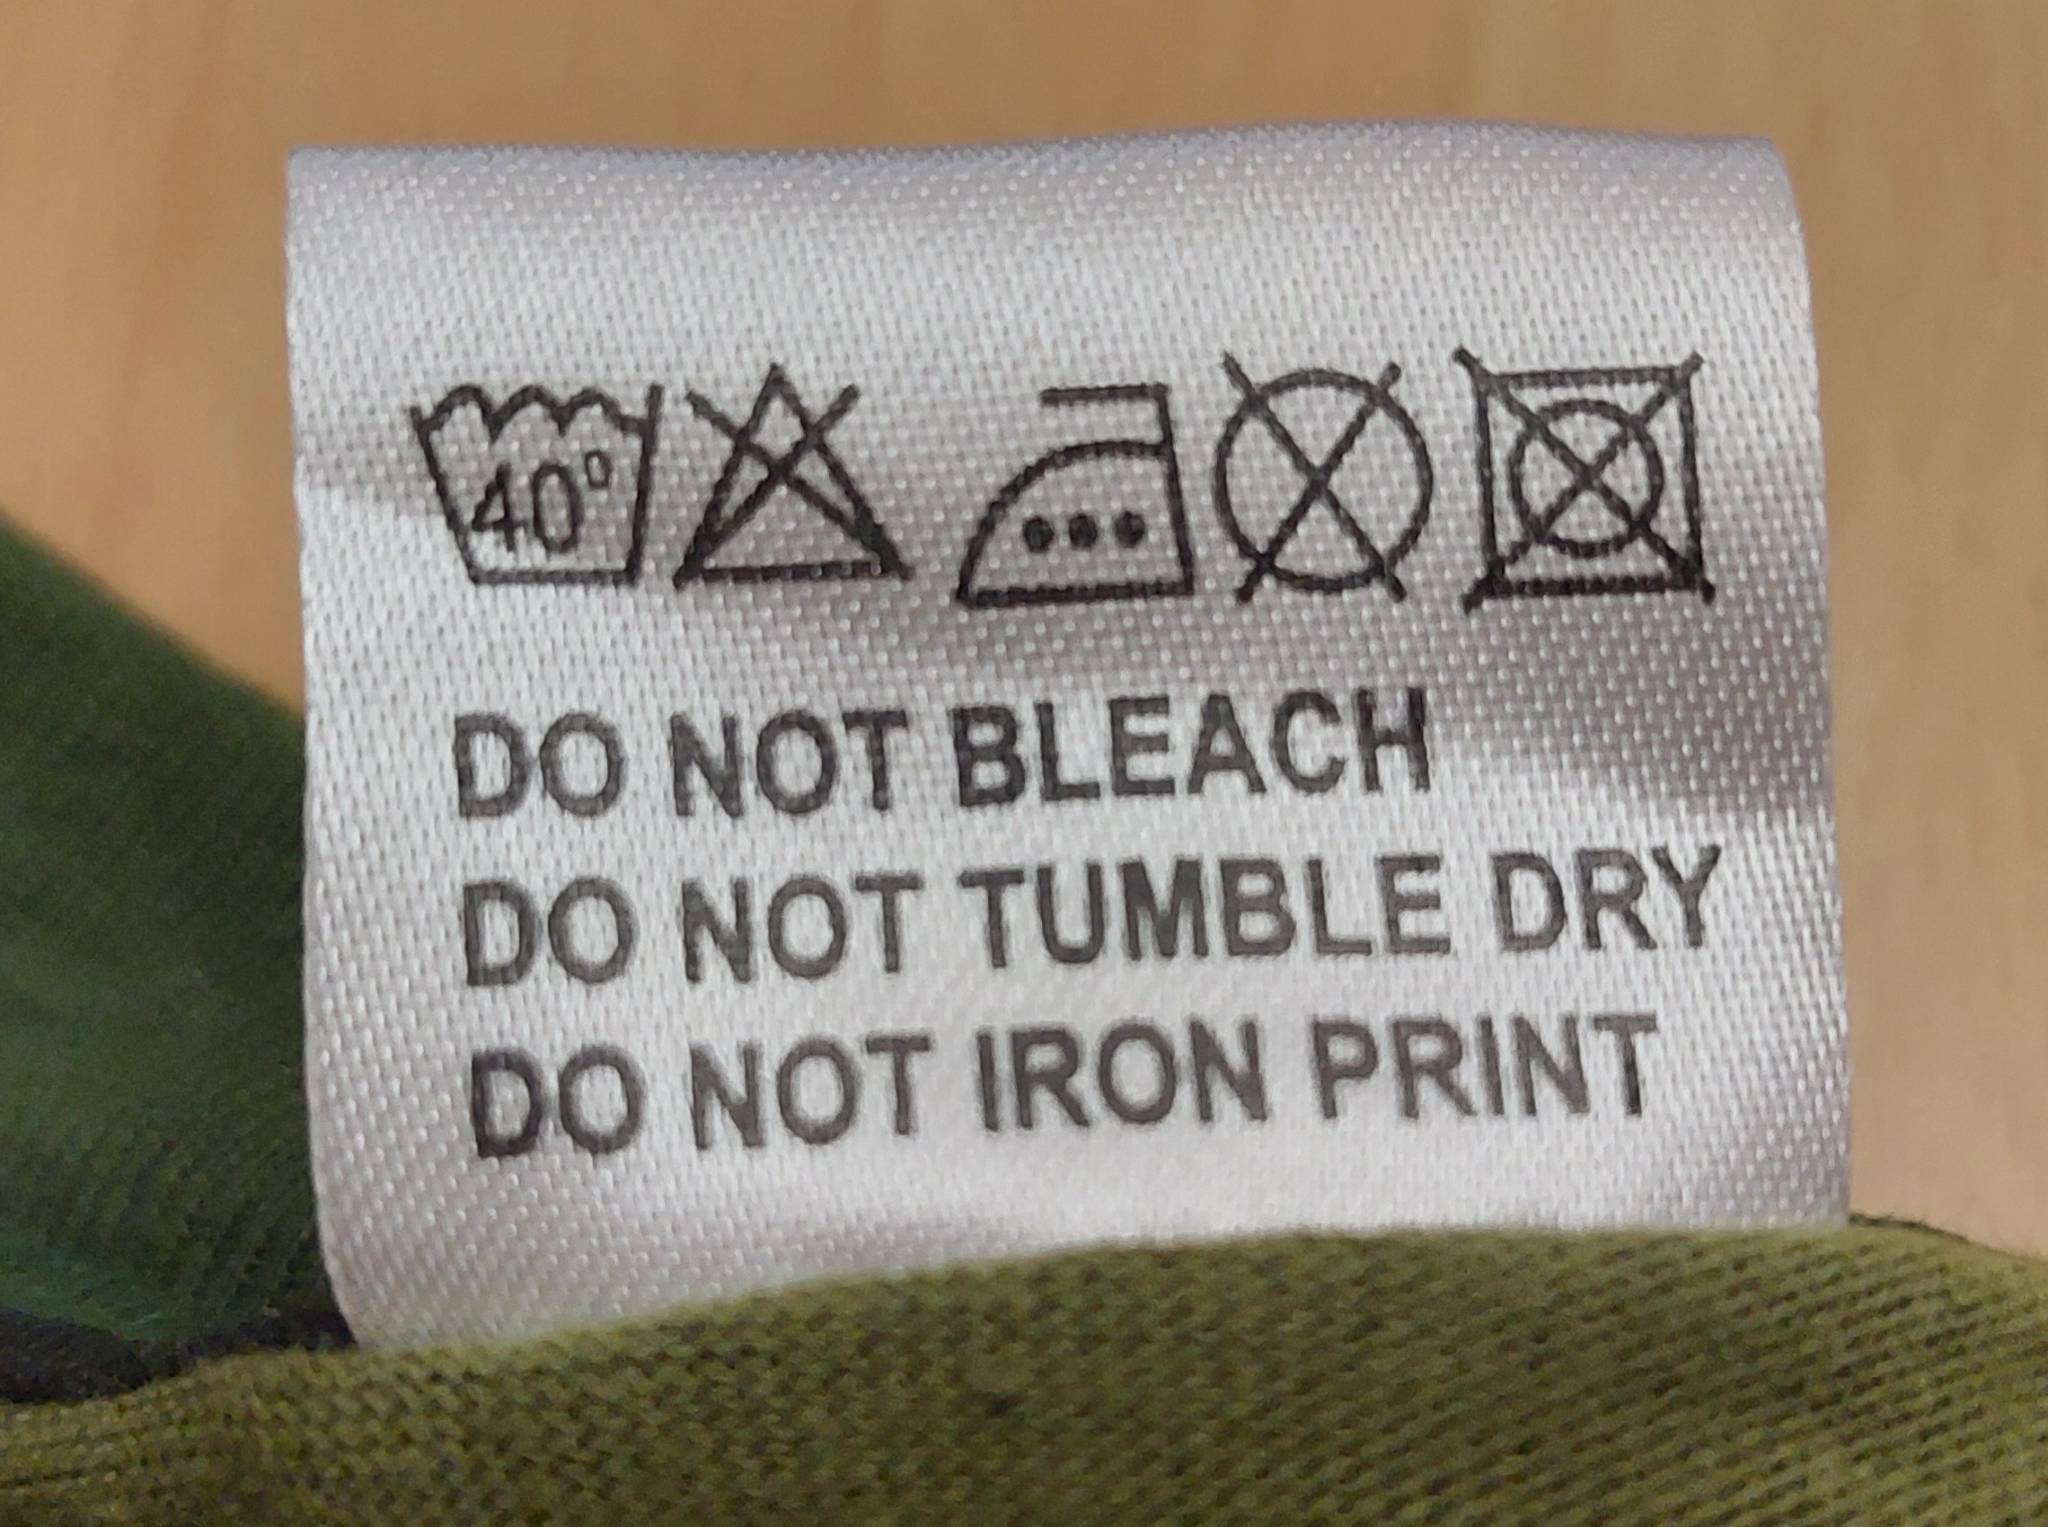 40°
DO NOT BLEACH
DO NOT TUMBLE DRY
DO NOT IRON PRINT